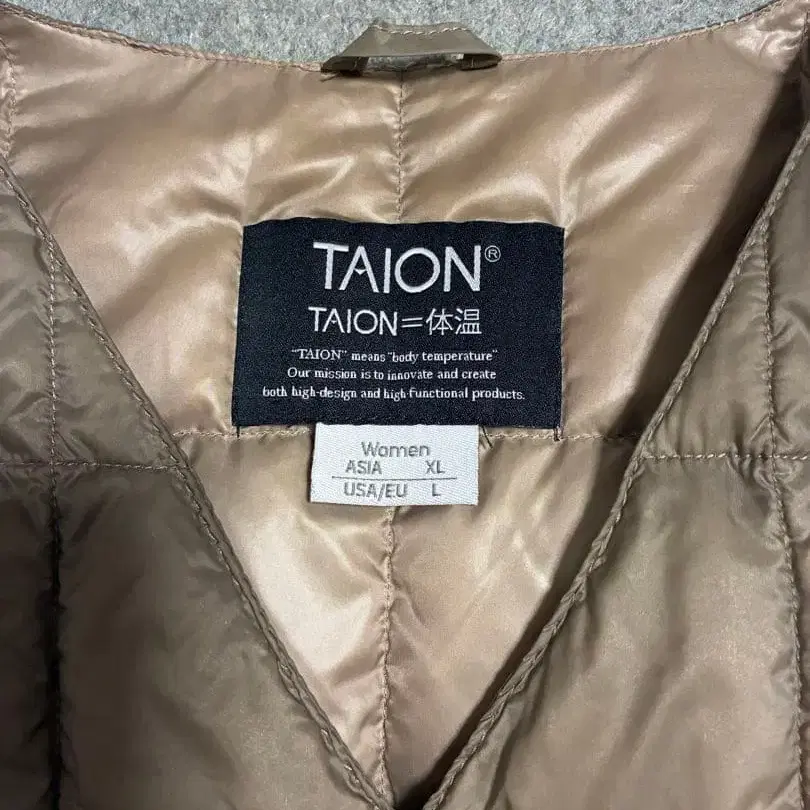 TAION®
TAION=体温
"TAION" means "body temperature"
Our mission is to innovate and create
both high-design and high-functional products.
Women
ASIA XL
USA/EU L